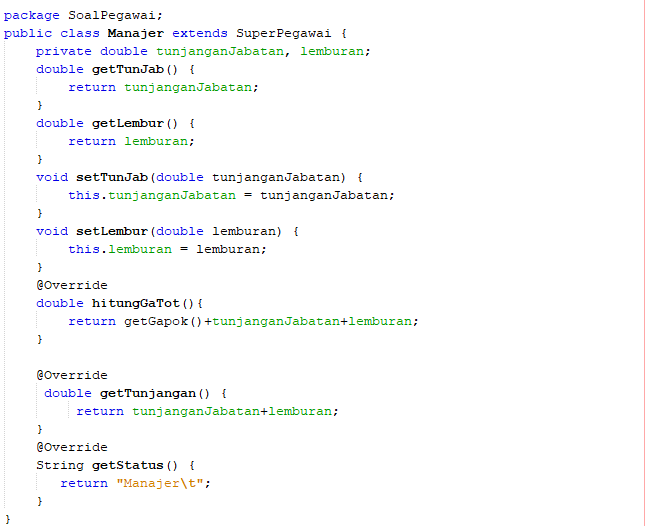 package SoalPegawai;
public class Manajer extends SuperPegawai {
    private double tunjanganJabatan, lemburan;
    double getTunJab() {
        return tunjanganJabatan;
    }
    double getLembur() {
        return lemburan;
    }
    void setTunJab(double tunjanganJabatan) {
        this.tunjanganJabatan = tunjanganJabatan;
    }
    void setLembur(double lemburan) {
        this.lemburan = lemburan;
    }
    @Override
    double hitungGaTot(){
        return getGapok()+tunjanganJabatan+lemburan;
    }

    @Override
     double getTunjangan() {
         return tunjanganJabatan+lemburan;
    }
    @Override
    String getStatus() {
       return "Manajer\t";
    }
}